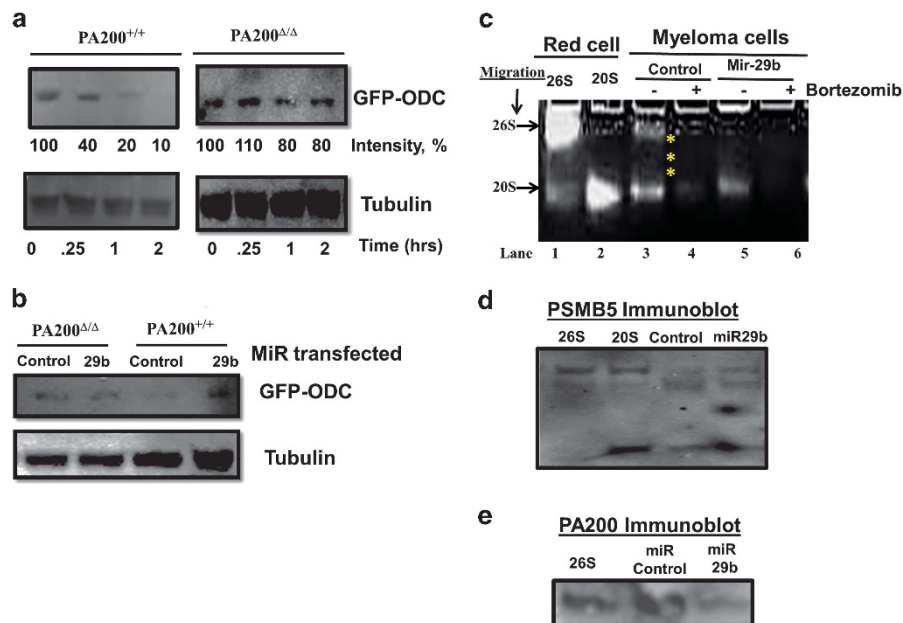 a
PA200+/+ PA200Δ/Δ
GFP-ODC
100 40 20 10 100 110 80 80 Intensity, %
Tubulin
0 .25 1 2 0 .25 1 2 Time (hrs)
b
PA200Δ/Δ PA200+/+
Control 29b Control 29b MiR transfected
GFP-ODC
Tubulin
c
Red cell Myeloma cells
Migration 26S 20S Control Mir-29b
- + - + Bortezomib
26S
* * *
20S
Lane 1 2 3 4 5 6
d
PSMB5 Immunoblot
26S 20S Control miR29b
e
PA200 Immunoblot
26S miR Control miR 29b